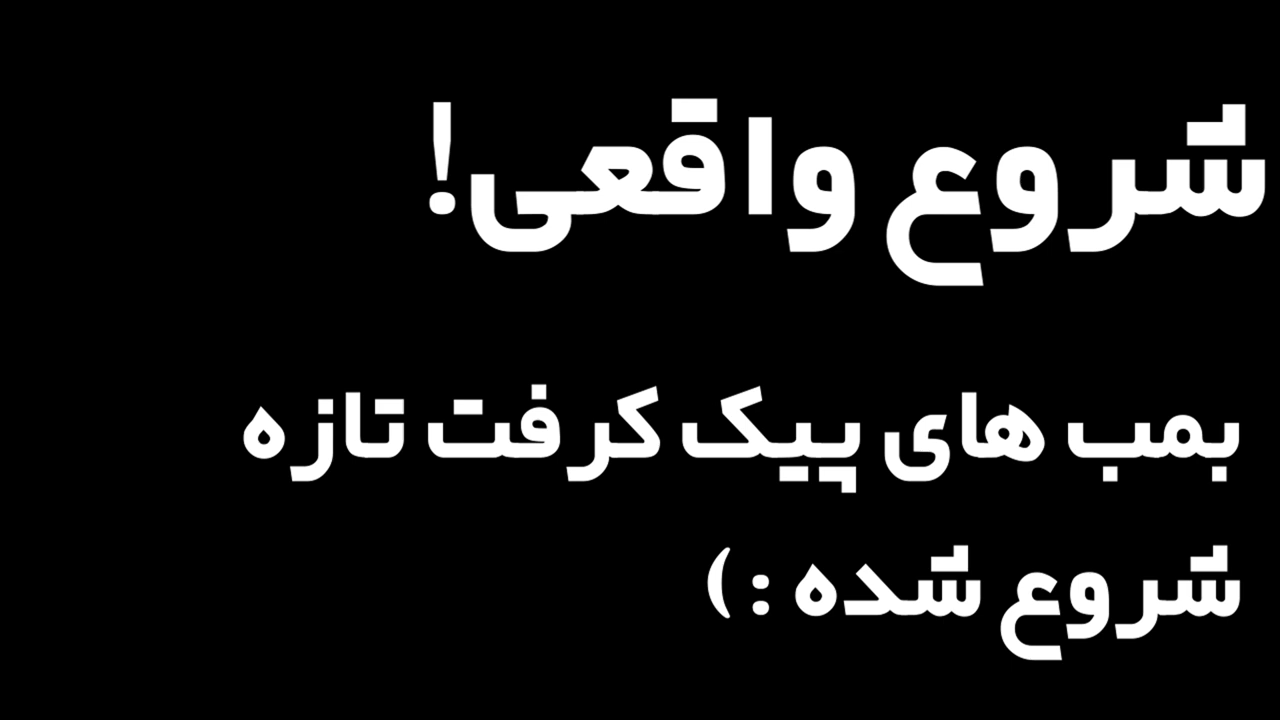 شروع واقعی!
بمب های پیک کرفت تازه
شروع شده :)